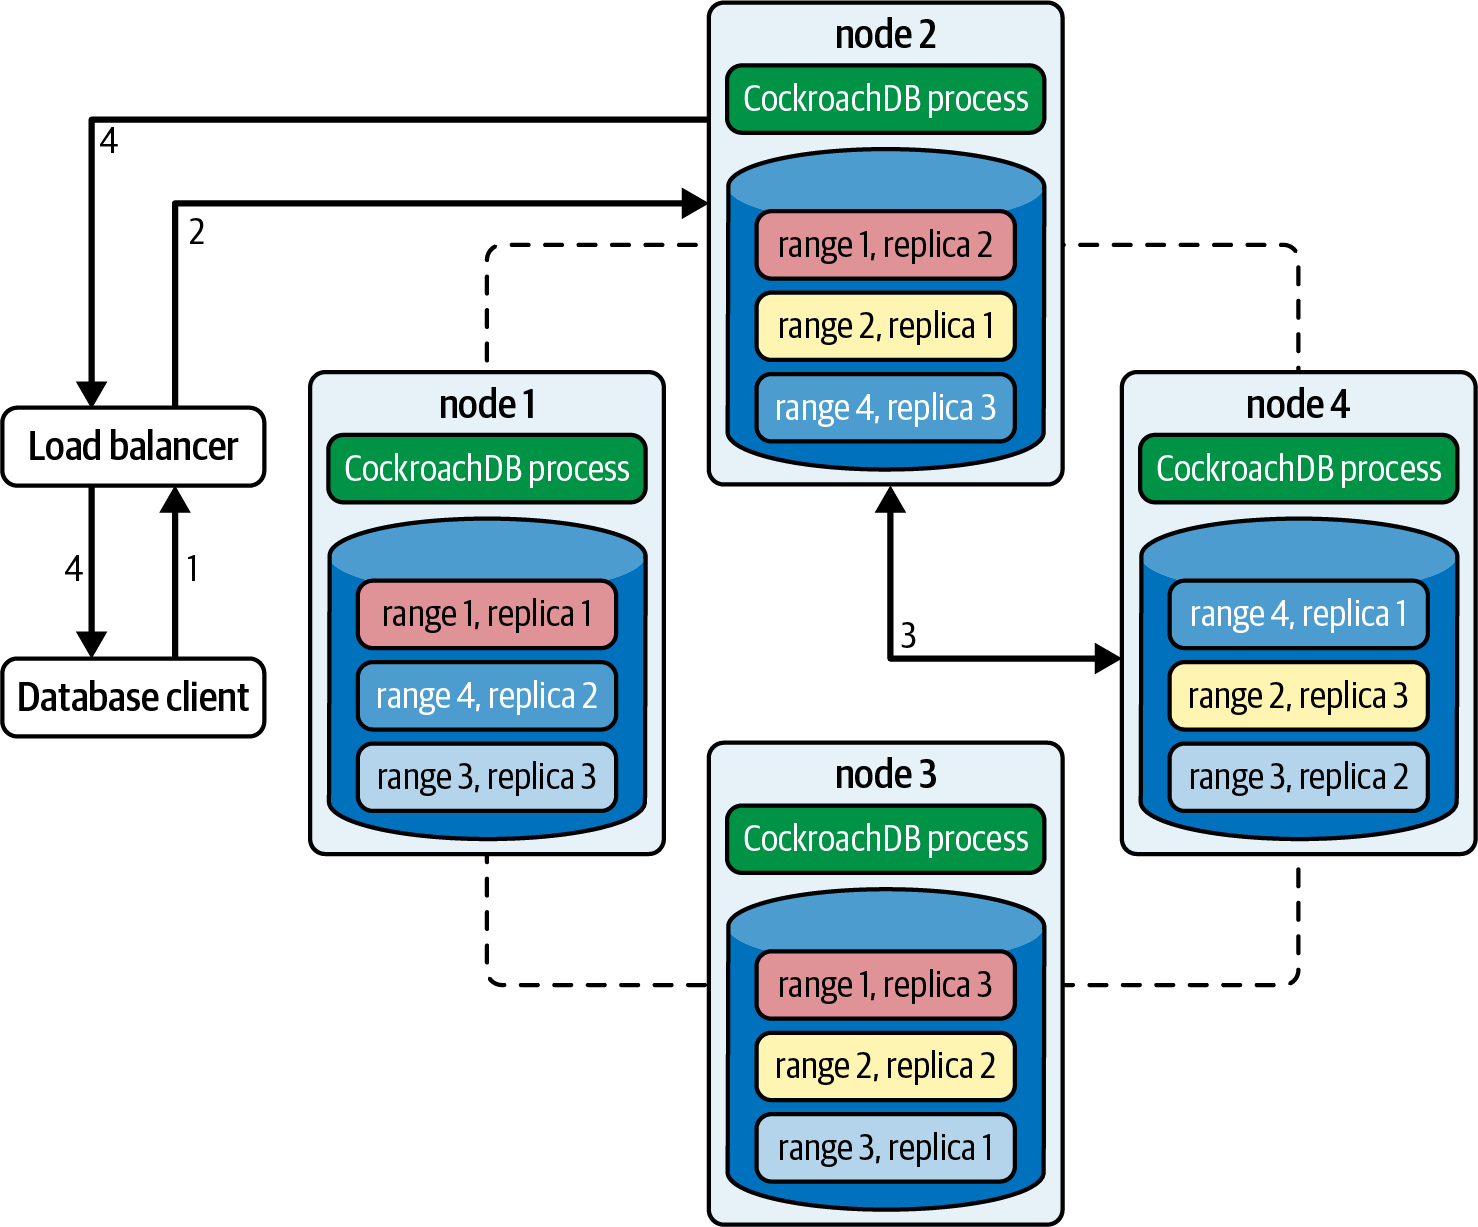 node 2
CockroachDB process
4
2
range 1, replica 2
range 2, replica 1
range 4, replica 3
node 1
CockroachDB process
range 1, replica 1
range 4, replica 2
range 3, replica 3
Load balancer
4
1
Database client
3
node 4
CockroachDB process
range 4, replica 1
range 2, replica 3
range 3, replica 2
node 3
CockroachDB process
range 1, replica 3
range 2, replica 2
range 3, replica 1